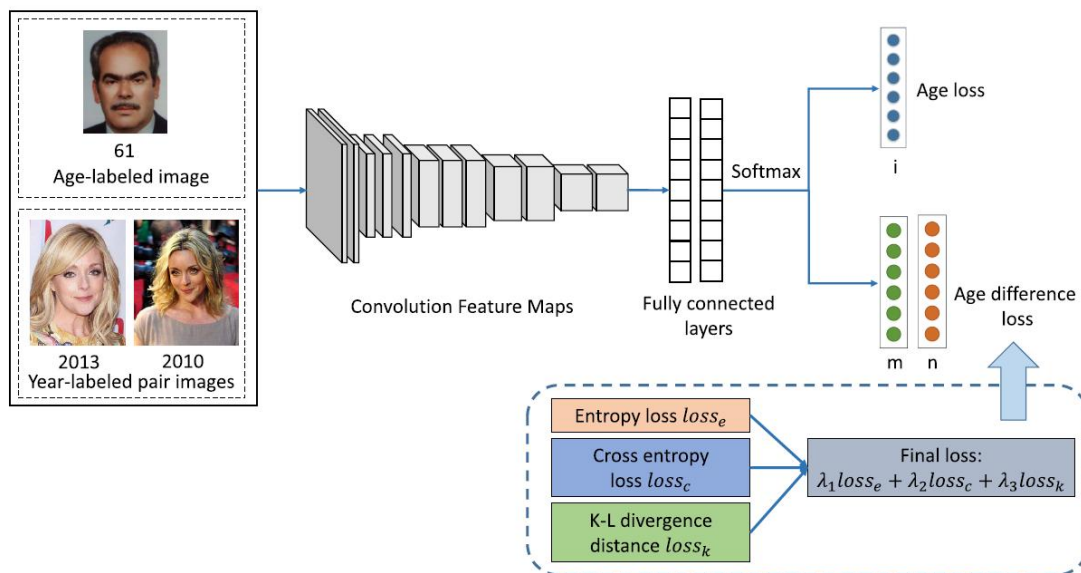 61
Age-labeled image
2013 2010
Year-labeled pair images
Convolution Feature Maps
Fully connected
layers
Softmax
Age loss
i
Age difference
loss
m n
Entropy loss loss_e
Cross entropy
loss loss_c
K-L divergence
distance loss_k
Final loss:
λ₁loss_e + λ₂loss_c + λ₃loss_k